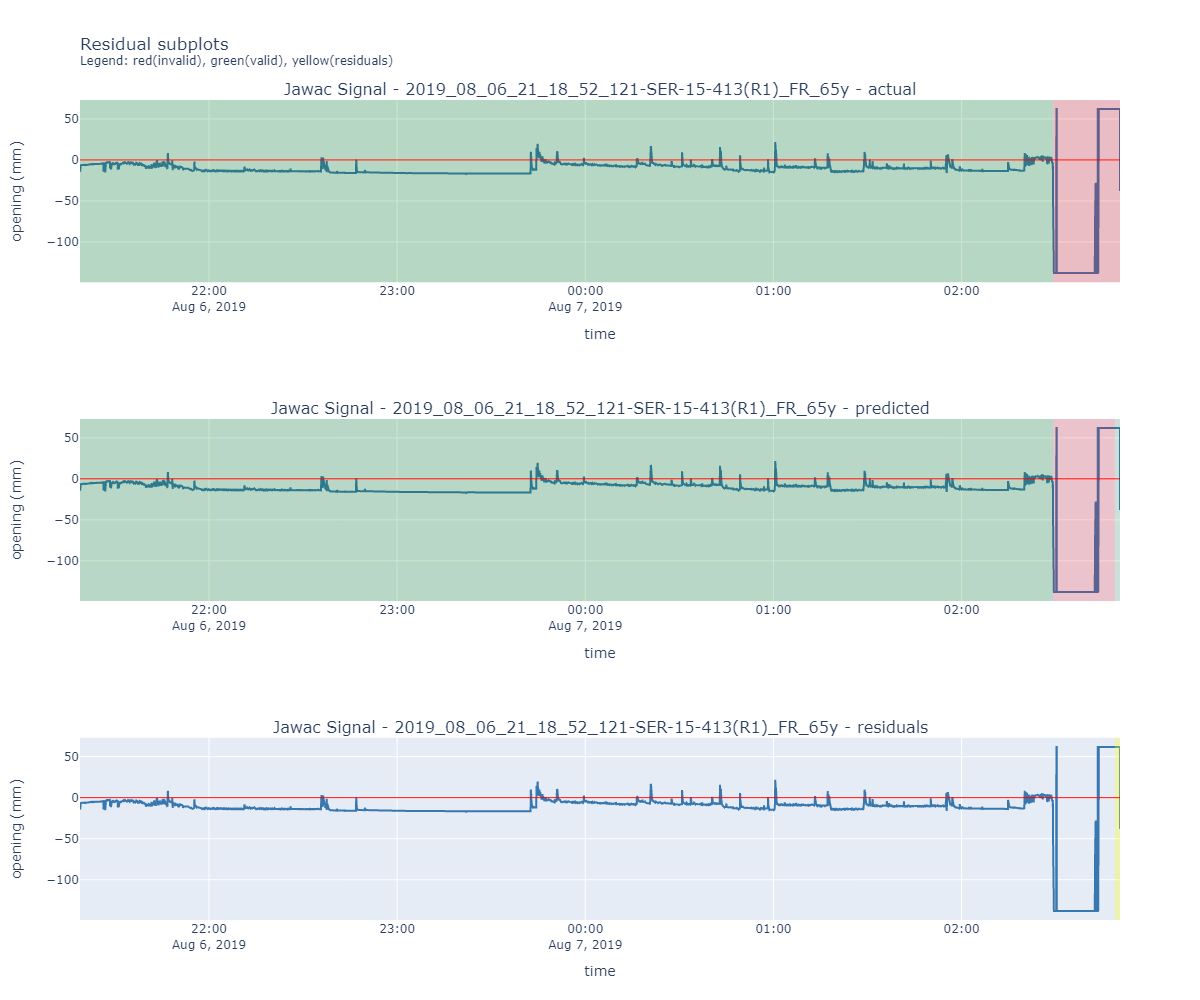 Residual subplots
Legend: red(invalid), green(valid), yellow(residuals)
Jawac Signal - 2019_08_06_21_18_52_121-SER-15-413(R1)_FR_65y - actual
opening (mm)
50
0
−50
−100
22:00 23:00 00:00 01:00 02:00
Aug 6, 2019 Aug 7, 2019
time
Jawac Signal - 2019_08_06_21_18_52_121-SER-15-413(R1)_FR_65y - predicted
opening (mm)
50
0
−50
−100
22:00 23:00 00:00 01:00 02:00
Aug 6, 2019 Aug 7, 2019
time
Jawac Signal - 2019_08_06_21_18_52_121-SER-15-413(R1)_FR_65y - residuals
opening (mm)
50
0
−50
−100
22:00 23:00 00:00 01:00 02:00
Aug 6, 2019 Aug 7, 2019
time